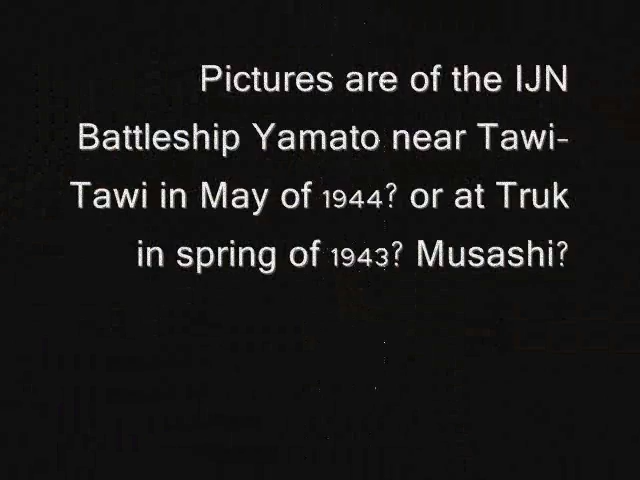 Pictures are of the IJN
Battleship Yamato near Tawi-
Tawi in May of 1944? or at Truk
in spring of 1943? Musashi?